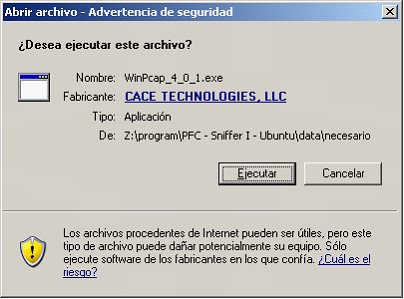 Abrir archivo - Advertencia de seguridad
¿Desea ejecutar este archivo?
Nombre: WinPcap_4_0_1.exe
Fabricante: CACE TECHNOLOGIES, LLC
Tipo: Aplicación
De: Z:\program\PFC - Sniffer I - Ubuntu\data\necesario
Ejecutar Cancelar
Los archivos procedentes de Internet pueden ser útiles, pero este
tipo de archivo puede dañar potencialmente su equipo. Sólo
ejecute software de los fabricantes en los que confía. ¿Cuál es el
riesgo?